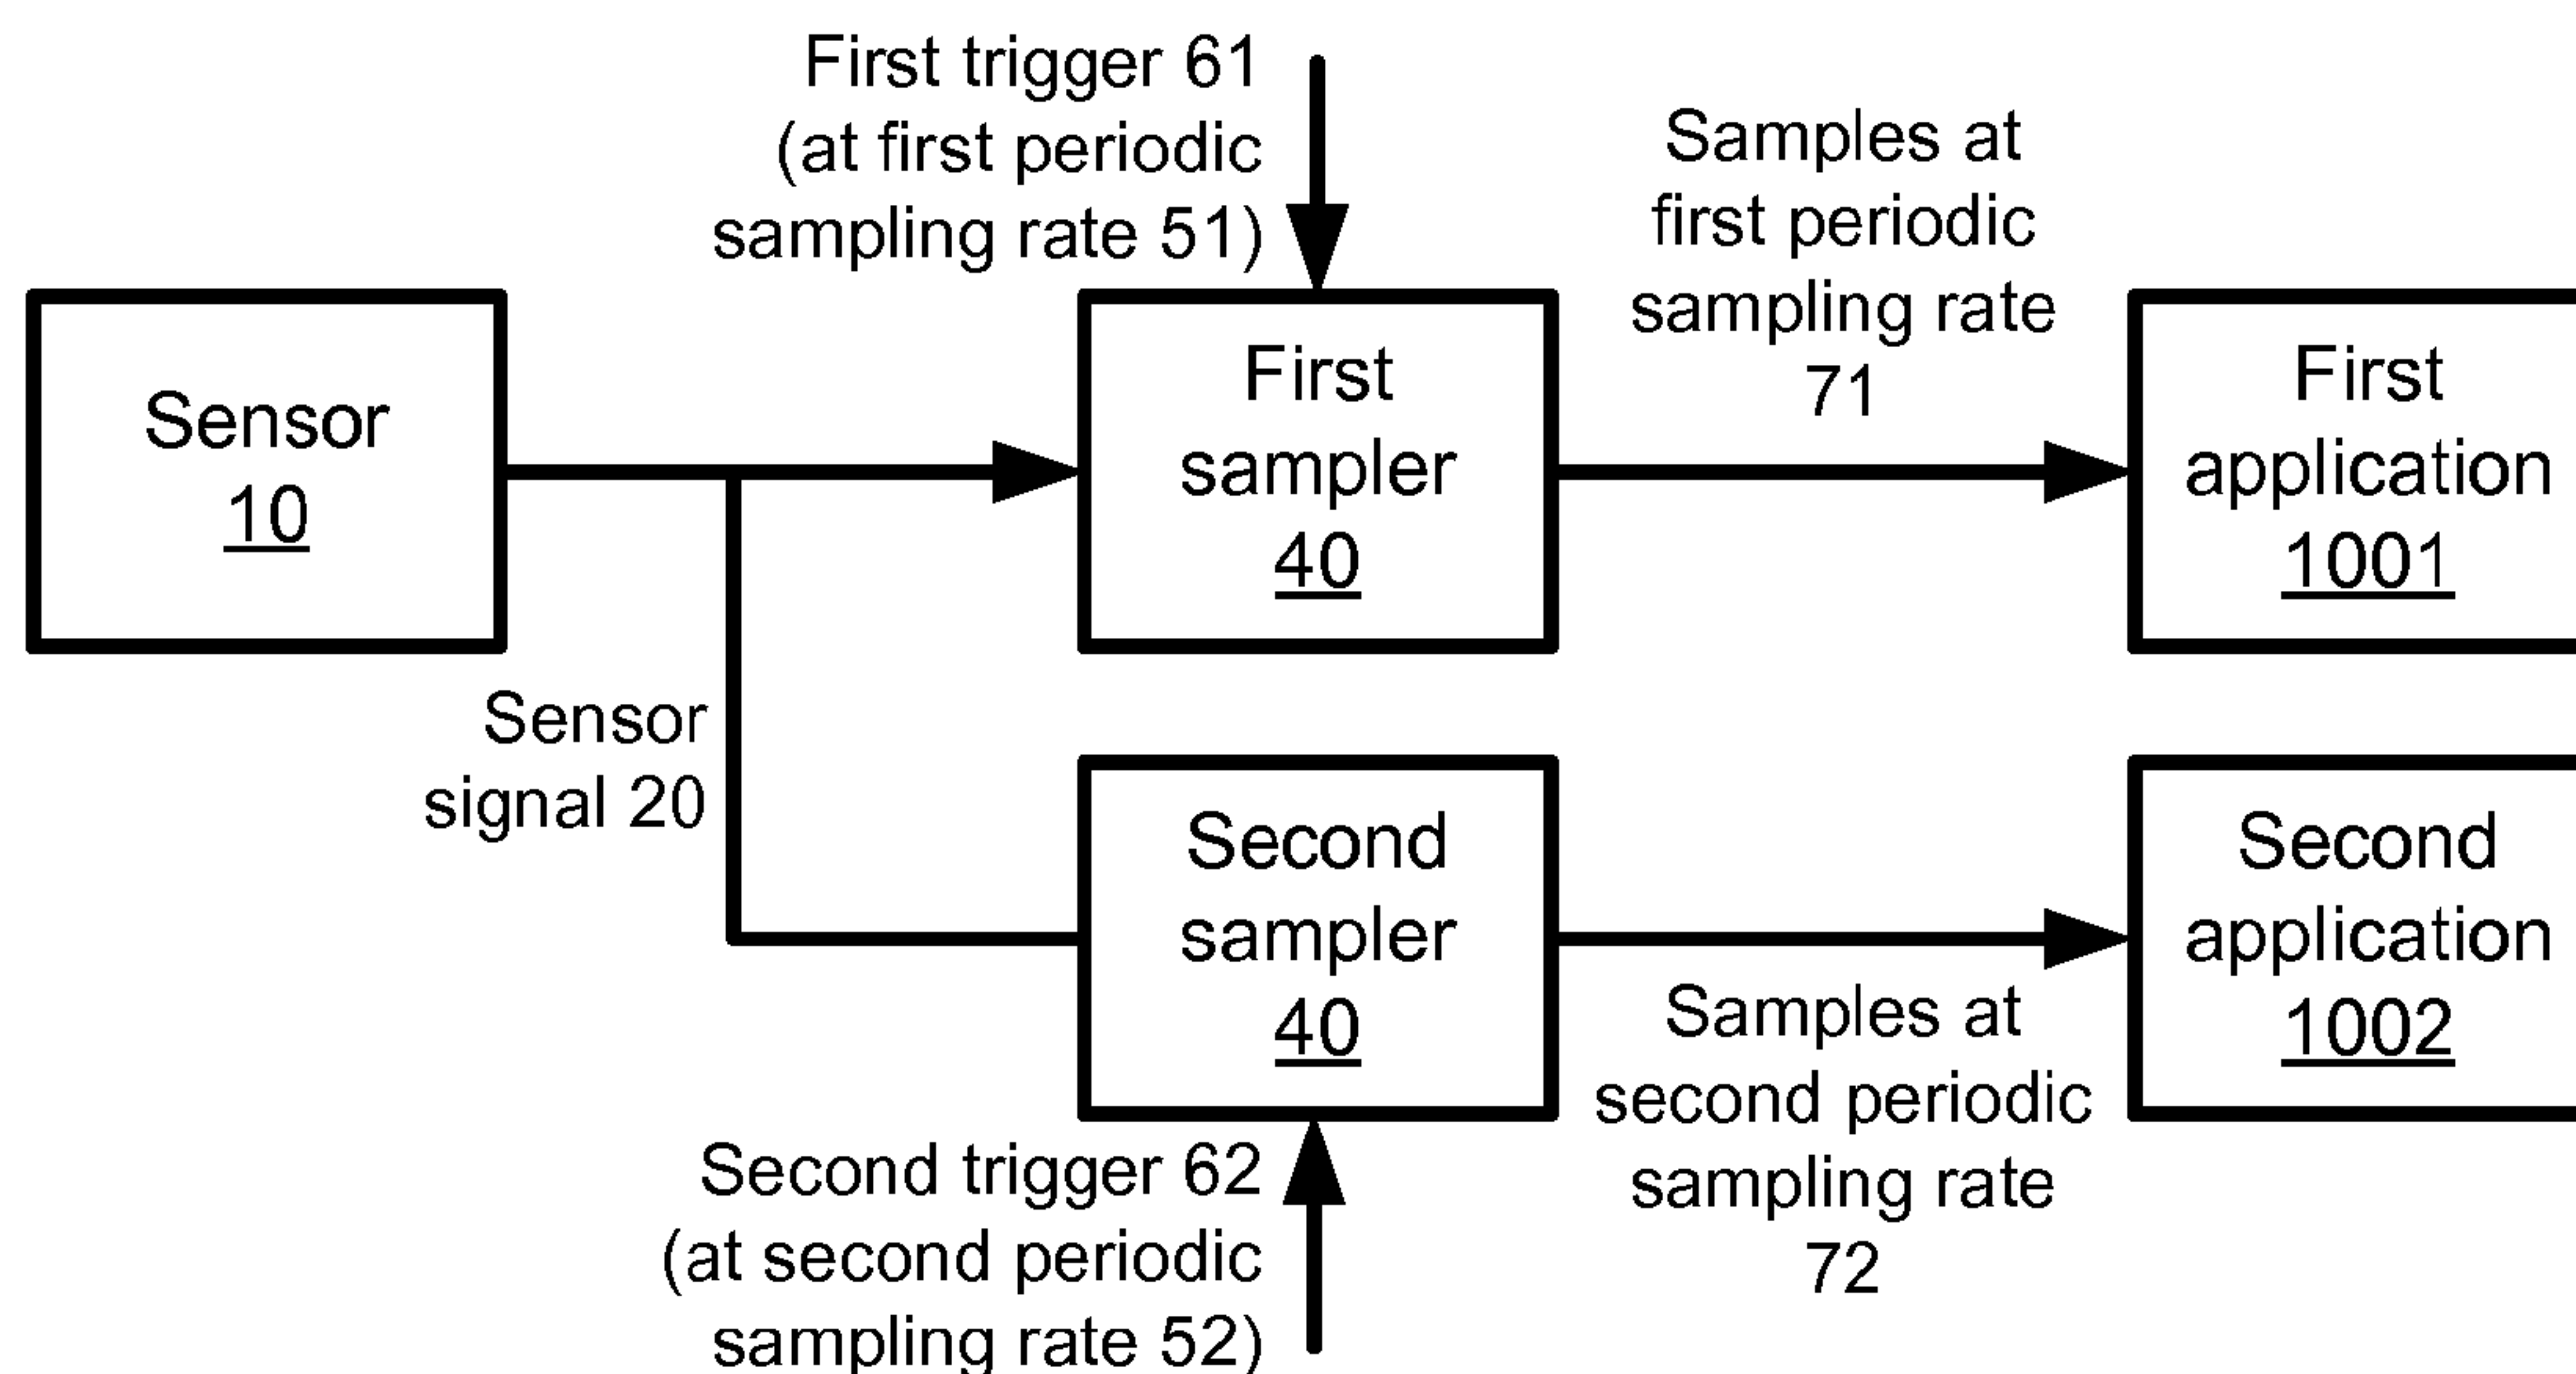 First trigger 61
(at first periodic
sampling rate 51)
Samples at
first periodic
sampling rate
71
Sensor
10
First
sampler
40
First
application
1001
Sensor
signal 20
Second
sampler
40
Second
application
1002
Second trigger 62
(at second periodic
sampling rate 52)
Samples at
second periodic
sampling rate
72